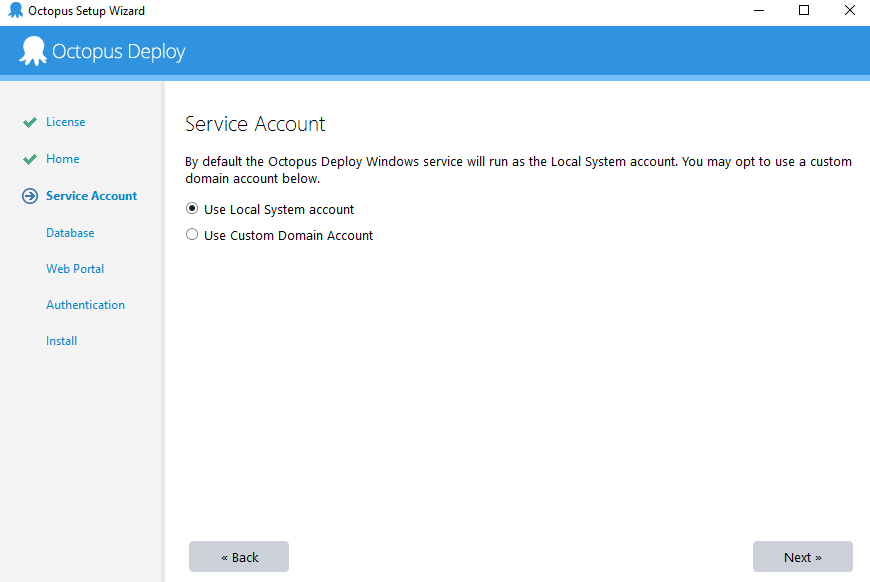 Octopus Setup Wizard
Octopus Deploy
License
Home
Service Account
Database
Web Portal
Authentication
Install
Service Account
By default the Octopus Deploy Windows service will run as the Local System account. You may opt to use a custom
domain account below.
Use Local System account
Use Custom Domain Account
« Back
Next »